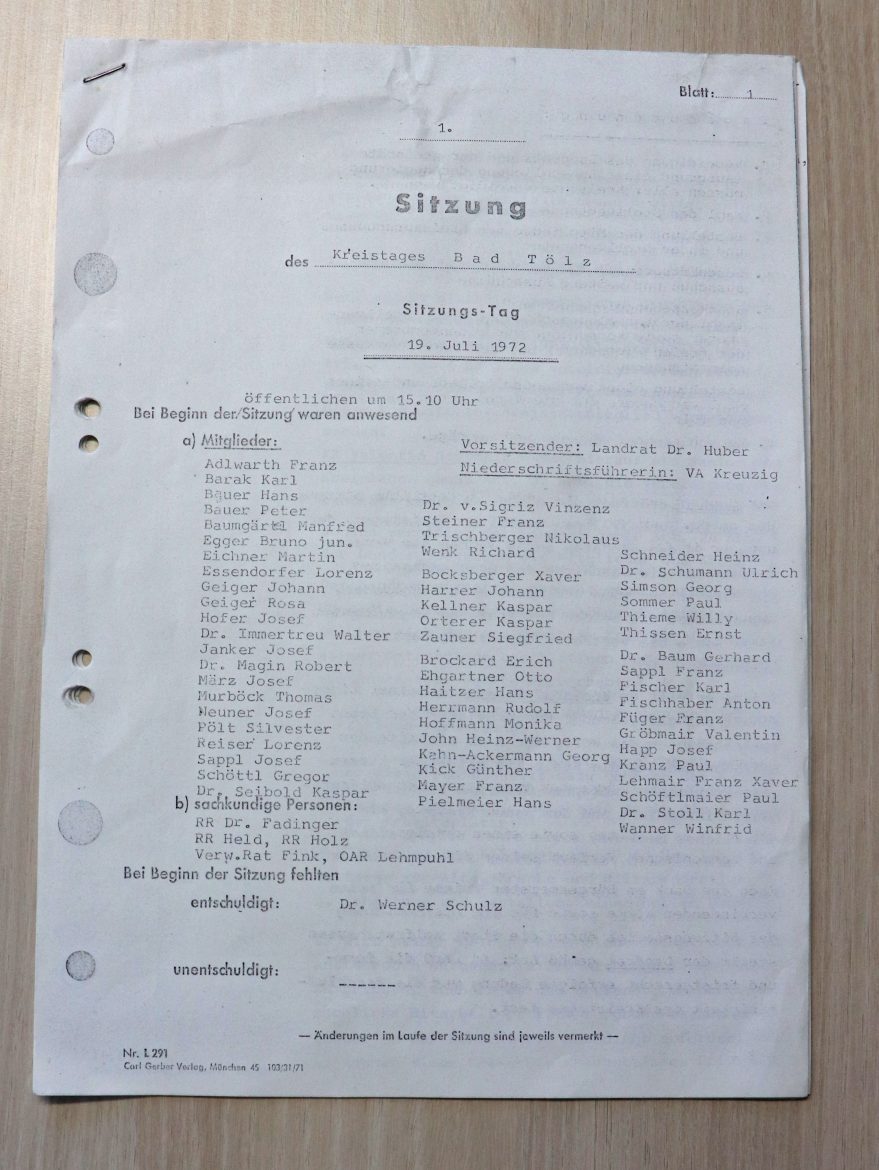 Blatt: 1
1.
Sitzung
des Kreistages Bad Tölz
Sitzungs-Tag
19. Juli 1972
öffentlichen um 15.10 Uhr
Bei Beginn der/Sitzung waren anwesend
a) Mitglieder:
Adlwarth Franz
Barak Karl
Bauer Hans
Bauer Peter
Baumgärtl Manfred
Egger Bruno jun.
Eichner Martin
Essendorfer Lorenz
Geiger Johann
Geiger Rosa
Hofer Josef
Dr. Immertreu Walter
Janker Josef
Dr. Magin Robert
März Josef
Murböck Thomas
Neuner Josef
Pölt Silvester
Reiser Lorenz
Sappl Josef
Schöttl Gregor
Dr. Seibold Kaspar
Vorsitzender: Landrat Dr. Huber
Niederschriftsführerin: VA Kreuzig
Dr. v.Sigriz Vinzenz
Steiner Franz
Trischberger Nikolaus
Wenk Richard
Bocksberger Xaver
Harrer Johann
Kellner Kaspar
Orterer Kaspar
Zauner Siegfried
Brockard Erich
Ehgartner Otto
Haitzer Hans
Herrmann Rudolf
Hoffmann Monika
John Heinz-Werner
Kahn-Ackermann Georg
Kick Günther
Mayer Franz
Pielmeier Hans
Schneider Heinz
Dr. Schumann Ulrich
Simson Georg
Sommer Paul
Thieme Willy
Thissen Ernst
Dr. Baum Gerhard
Sappl Franz
Fischer Karl
Fischhaber Anton
Füger Franz
Gröbmair Valentin
Happ Josef
Kranz Paul
Lehmair Franz Xaver
Schöftlmaier Paul
Dr. Stoll Karl
Wanner Winfrid
b) sachkundige Personen:
RR Dr. Fadinger
RR Held, RR Holz
Verw.Rat Fink, OAR Lehmpuhl
Bei Beginn der Sitzung fehlten
entschuldigt: Dr. Werner Schulz
unentschuldigt: ------
— Änderungen im Laufe der Sitzung sind jeweils vermerkt —
Nr. L 291
Carl Gerber Verlag, München 45 103/31/71